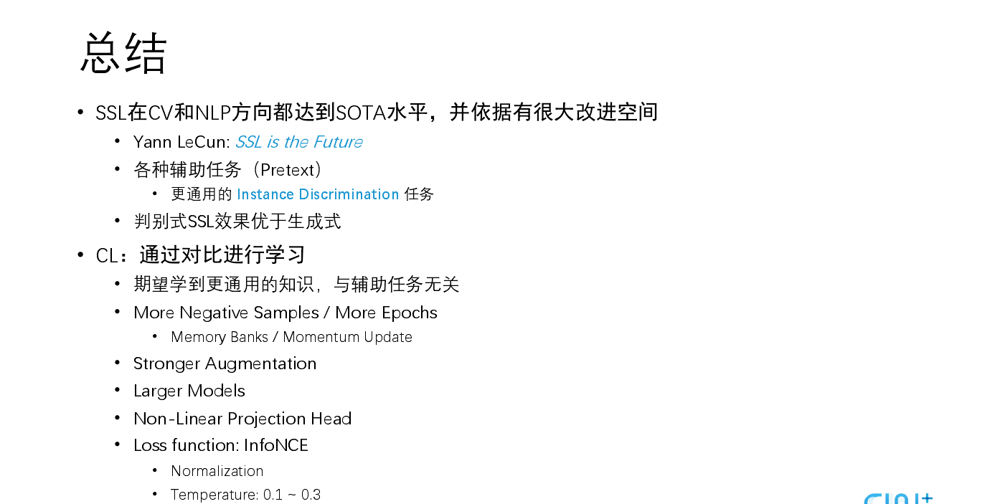 总结
• SSL在CV和NLP方向都达到SOTA水平，并依据有很大改进空间
• Yann LeCun: SSL is the Future
• 各种辅助任务（Pretext）
• 更通用的 Instance Discrimination 任务
• 判别式SSL效果优于生成式
• CL：通过对比进行学习
• 期望学到更通用的知识，与辅助任务无关
• More Negative Samples / More Epochs
• Memory Banks / Momentum Update
• Stronger Augmentation
• Larger Models
• Non-Linear Projection Head
• Loss function: InfoNCE
• Normalization
• Temperature: 0.1 ~ 0.3